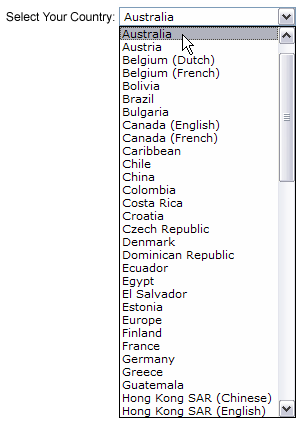 Select Your Country: Australia
Australia
Austria
Belgium (Dutch)
Belgium (French)
Bolivia
Brazil
Bulgaria
Canada (English)
Canada (French)
Caribbean
Chile
China
Colombia
Costa Rica
Croatia
Czech Republic
Denmark
Dominican Republic
Ecuador
Egypt
El Salvador
Estonia
Europe
Finland
France
Germany
Greece
Guatemala
Hong Kong SAR (Chinese)
Hong Kong SAR (English)